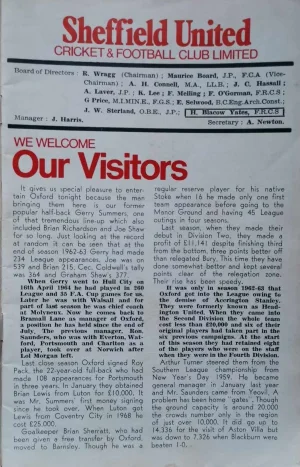 Sheffield United
CRICKET & FOOTBALL CLUB LIMITED
Board of Directors : R. Wragg (Chairman) ; Maurice Board, J.P., F.C.A (Vice-
Chairman) ; A. H. Connell, M.A., LL.B. ; J. C. Hassall ;
A. Laver, J.P. ; K. Lee ; F. Melling ; F. O'Gorman, F.R.C.S ;
G Price, M.I.MIN.E., F.G.S. ; E. Selwood, B.C.Eng.Arch.Const. ;
J. W. Sterland, O.B.E., J.P. ; H. Blacow Yates, F.R.C.S
Manager : J. Harris. Secretary : A. Newton.
WE WELCOME
Our Visitors
It gives us special pleasure to enter-
tain Oxford tonight because the man
bringing them here is our former
popular half-back Gerry Summers, one
of that tremendous line-up which also
included Brian Richardson and Joe Shaw
for so long. Just looking at the record
at random it can be seen that at the
end of season 1962-63 Gerry had made
234 League appearances. Joe was on
539 and Brian 215. Cec. Coldwell's tally
was 364 and Graham Shaw's 377.
When Gerry went to Hull City on
16th April 1964 he had played in 260
League and 35 Cup matches for us.
Later he was with Walsall and for
part of last season he was chief coach
at Molyneux. Now he comes back to
Bramall Lane as manager of Oxford,
a position he has held since the end of
July. The previous manager, Ron.
Saunders, who was with Everton, Wat-
ford, Portsmouth and Charlton as a
player, took over at Norwich after
Lol Morgan left.
Last close season Oxford signed Roy
Pack, the 22-year-old full-back who had
made 108 appearances for Portsmouth
in three years. In January they obtained
Brian Lewis from Luton for £10,000. It
was Mr. Summers' first money signing
since he took over. When Luton got
Lewis from Coventry City in 1968 he
cost £25,000.
Goalkeeper Brian Sherratt, who had
been given a free transfer by Oxford,
moved to Barnsley. Though he was
regular reserve player for his native
Stoke when 16 he made only one first
team appearance before going to the
Manor Ground and having 45 League
outings in four seasons.
Last season, when they made their
debut in Division Two, they made a
profit of £11,141 despite finishing third
from the bottom, three points better off
than relegated Bury. This time they have
done somewhat better and kept several
points clear of the relegation zone.
Their rise has been speedy.
It was only in season 1962-63 that
they got into the League owing to
the demise of Accrington Stanley.
They were formerly known as Head-
ington United. When they came into
the Second Division the whole team
cost less than £20,000 and six of their
original players had taken part in the
six previous campaigns. At the start
of this season they had retained eight
of the players who were with them
when they were in the Fourth Division.
Arthur Turner steered them from the
Southern League championship from
New Year's Day 1959. He became
general manager in January last year
and Mr. Saunders came from Yeovil. A
problem has been home 'gates'. Though
the ground capacity is around 20,000
the crowds number only in the region
of just over 10,000. It did go up to
14,336 for the visit of Aston Villa but
was down to 7,326 when Blackburn were
beaten 1-0.